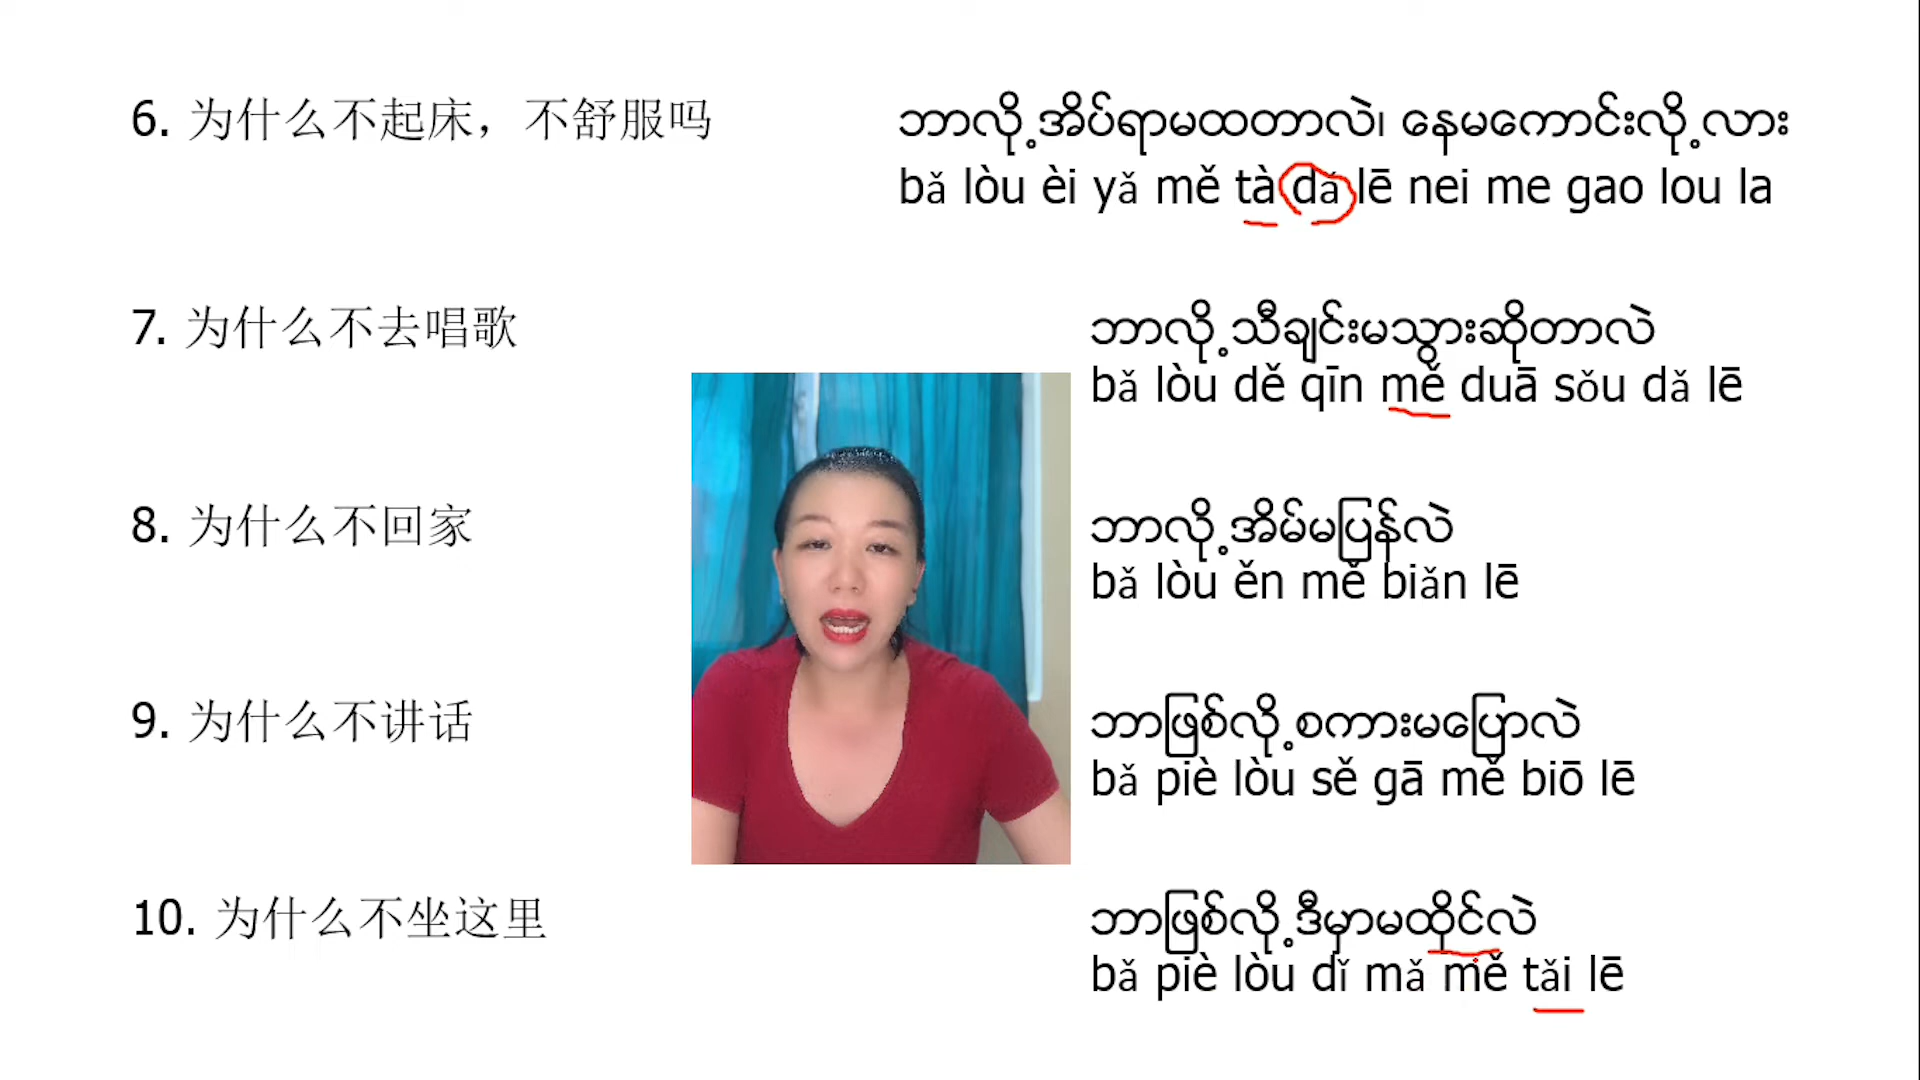 6. 为什么不起床，不舒服吗
ဘာလို့အိပ်ရာမထတာလဲ၊ နေမကောင်းလို့လား
bǎ lòu èi yǎ mě tà dǎ lē nei me gao lou la
7. 为什么不去唱歌
ဘာလို့သီချင်းမသွားဆိုတာလဲ
bǎ lòu dě qīn mě duā sǒu dǎ lē
8. 为什么不回家
ဘာလို့အိမ်မပြန်လဲ
bǎ lòu ěn mě biǎn lē
9. 为什么不讲话
ဘာဖြစ်လို့စကားမပြောလဲ
bǎ piè lòu sě gā mě biō lē
10. 为什么不坐这里
ဘာဖြစ်လို့ဒီမှာမထိုင်လဲ
bǎ piè lòu dǐ mǎ mě tǎi lē